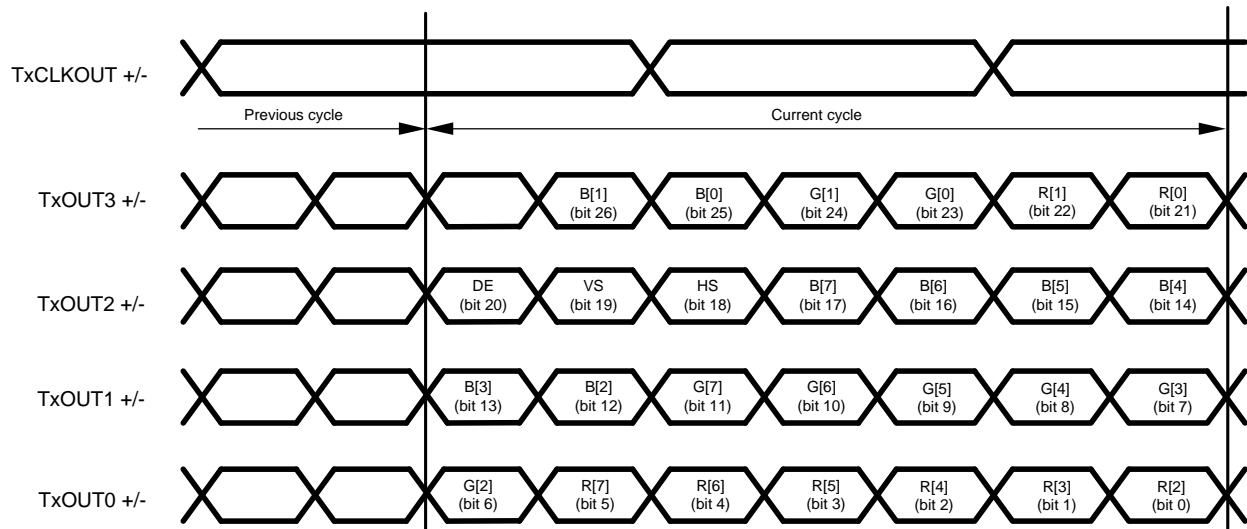 TxCLKOUT +/-
Previous cycle
Current cycle
TxOUT3 +/-
B[1]
(bit 26)
B[0]
(bit 25)
G[1]
(bit 24)
G[0]
(bit 23)
R[1]
(bit 22)
R[0]
(bit 21)
TxOUT2 +/-
DE
(bit 20)
VS
(bit 19)
HS
(bit 18)
B[7]
(bit 17)
B[6]
(bit 16)
B[5]
(bit 15)
B[4]
(bit 14)
TxOUT1 +/-
B[3]
(bit 13)
B[2]
(bit 12)
G[7]
(bit 11)
G[6]
(bit 10)
G[5]
(bit 9)
G[4]
(bit 8)
G[3]
(bit 7)
TxOUT0 +/-
G[2]
(bit 6)
R[7]
(bit 5)
R[6]
(bit 4)
R[5]
(bit 3)
R[4]
(bit 2)
R[3]
(bit 1)
R[2]
(bit 0)